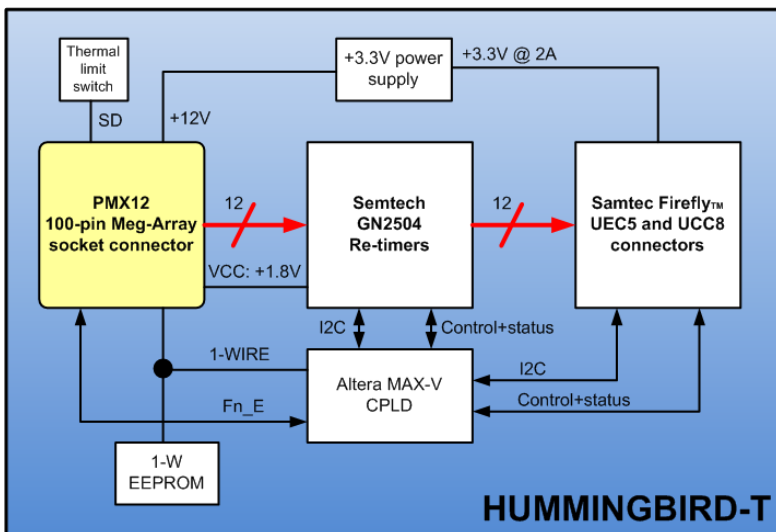 Thermal
limit
switch
+3.3V power
supply
+3.3V @ 2A
SD
+12V
PMX12
100-pin Meg-Array
socket connector
12
Semtech
GN2504
Re-timers
12
Samtec Firefly™
UEC5 and UCC8
connectors
VCC: +1.8V
I2C
Control+status
1-WIRE
Altera MAX-V
CPLD
I2C
Fn_E
Control+status
1-W
EEPROM
HUMMINGBIRD-T